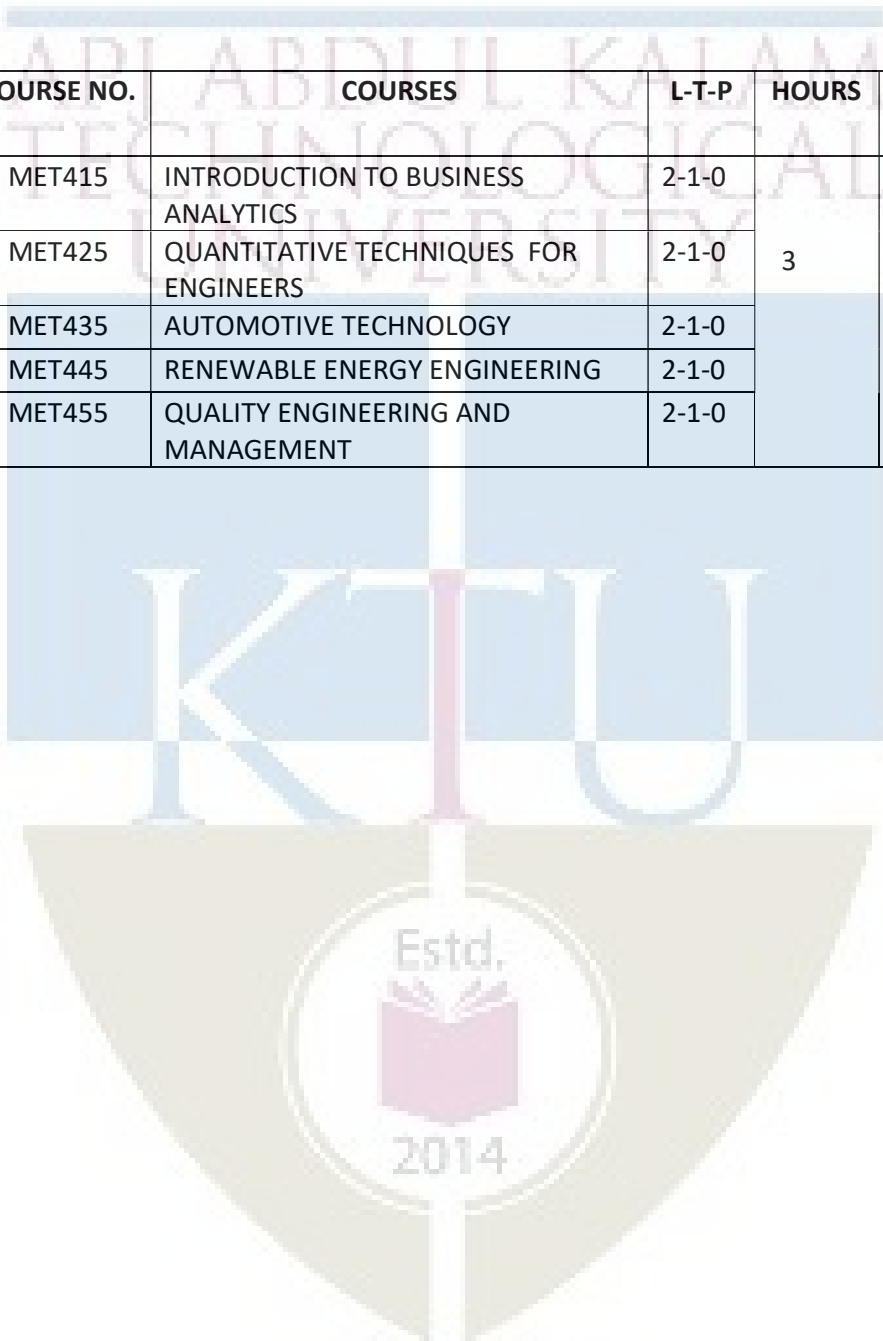 API ABDUL KALAM
TECHNOLOGICAL
UNIVERSITY
OURSE NO. COURSES L-T-P HOURS
MET415 INTRODUCTION TO BUSINESS ANALYTICS 2-1-0
MET425 QUANTITATIVE TECHNIQUES FOR ENGINEERS 2-1-0 3
MET435 AUTOMOTIVE TECHNOLOGY 2-1-0
MET445 RENEWABLE ENERGY ENGINEERING 2-1-0
MET455 QUALITY ENGINEERING AND MANAGEMENT 2-1-0
KTU
Estd.
2014